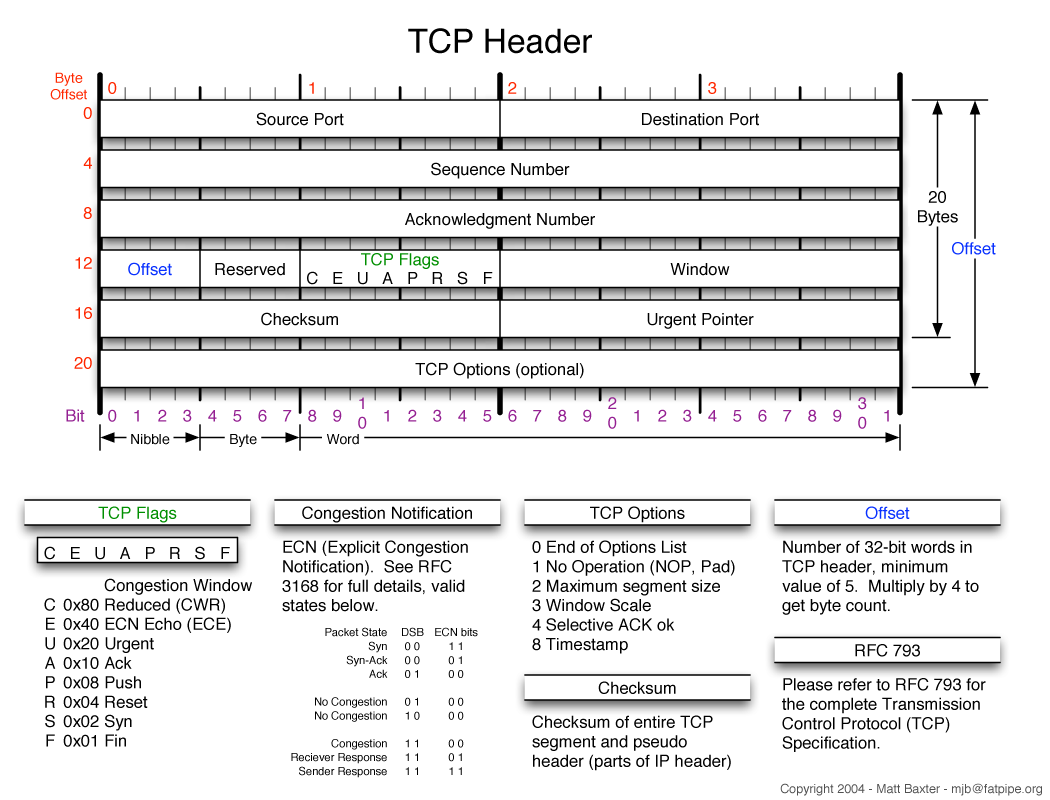 TCP Header
Byte
Offset
0 1 2 3
0 Source Port Destination Port
4 Sequence Number
8 Acknowledgment Number
20
Bytes
Offset
12 Offset Reserved TCP Flags Window
C E U A P R S F
16 Checksum Urgent Pointer
20 TCP Options (optional)
Bit 0 1 2 3 4 5 6 7 8 9 10 1 2 3 4 5 6 7 8 9 20 1 2 3 4 5 6 7 8 9 30 1
Nibble Byte Word
TCP Flags
C E U A P R S F
Congestion Window
C 0x80 Reduced (CWR)
E 0x40 ECN Echo (ECE)
U 0x20 Urgent
A 0x10 Ack
P 0x08 Push
R 0x04 Reset
S 0x02 Syn
F 0x01 Fin
Congestion Notification
ECN (Explicit Congestion
Notification). See RFC
3168 for full details, valid
states below.
Packet State DSB ECN bits
Syn 0 0 1 1
Syn-Ack 0 0 0 1
Ack 0 1 0 0
No Congestion 0 1 0 0
No Congestion 1 0 0 0
Congestion 1 1 0 0
Reciever Response 1 1 0 1
Sender Response 1 1 1 1
TCP Options
0 End of Options List
1 No Operation (NOP, Pad)
2 Maximum segment size
3 Window Scale
4 Selective ACK ok
8 Timestamp
Checksum
Checksum of entire TCP
segment and pseudo
header (parts of IP header)
Offset
Number of 32-bit words in
TCP header, minimum
value of 5. Multiply by 4 to
get byte count.
RFC 793
Please refer to RFC 793 for
the complete Transmission
Control Protocol (TCP)
Specification.
Copyright 2004 - Matt Baxter - mjb@fatpipe.org